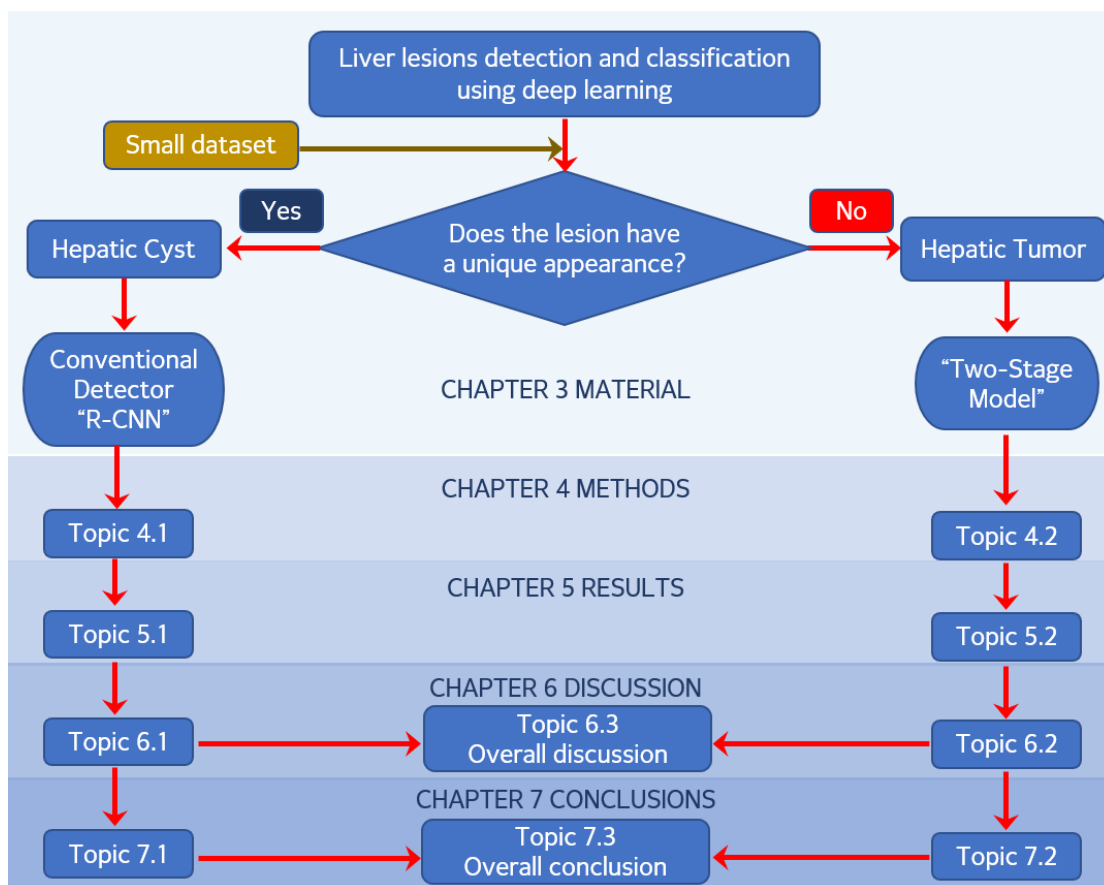 Liver lesions detection and classification
using deep learning
Small dataset
Yes
No
Does the lesion have
a unique appearance?
Hepatic Cyst
Hepatic Tumor
Conventional
Detector
“R-CNN”
CHAPTER 3 MATERIAL
“Two-Stage
Model”
CHAPTER 4 METHODS
Topic 4.1
Topic 4.2
CHAPTER 5 RESULTS
Topic 5.1
Topic 5.2
CHAPTER 6 DISCUSSION
Topic 6.1
Topic 6.3
Overall discussion
Topic 6.2
CHAPTER 7 CONCLUSIONS
Topic 7.1
Topic 7.3
Overall conclusion
Topic 7.2